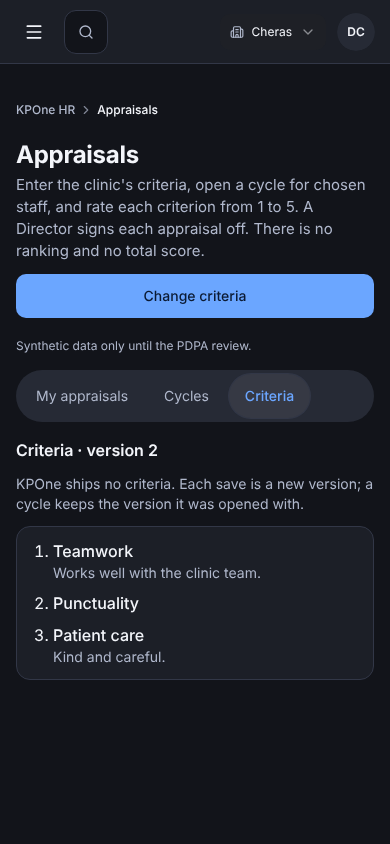 Cheras
DC
KPOne HR > Appraisals
Appraisals
Enter the clinic's criteria, open a cycle for chosen
staff, and rate each criterion from 1 to 5. A
Director signs each appraisal off. There is no
ranking and no total score.
Change criteria
Synthetic data only until the PDPA review.
My appraisals Cycles Criteria
Criteria · version 2
KPOne ships no criteria. Each save is a new version; a
cycle keeps the version it was opened with.
1. Teamwork
Works well with the clinic team.
2. Punctuality
3. Patient care
Kind and careful.